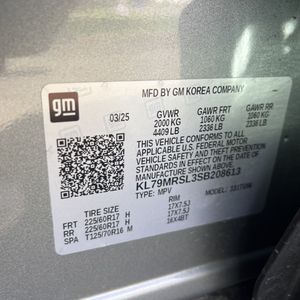 gm
MFD BY GM KOREA COMPANY
03/25 GVWR GAWR FRT GAWR RR
2000 KG 1060 KG 1060 KG
4409 LB 2336 LB 2336 LB
THIS VEHICLE CONFORMS TO ALL
APPLICABLE U.S. FEDERAL MOTOR
VEHICLE SAFETY
THEFT PREVENTION STANDARDS IN
EFFECT ON THE DATE OF
MANUFACTURE SHOWN ABOVE.
KL79MRSL3SB208613
TYPE: MPV MODEL:
TIRE SIZE RIM
FRT 225/60R17 H 17X7.5J
RR 225/60R17 H 17X7.5J
SPA T125/70R16 M 16X4BT